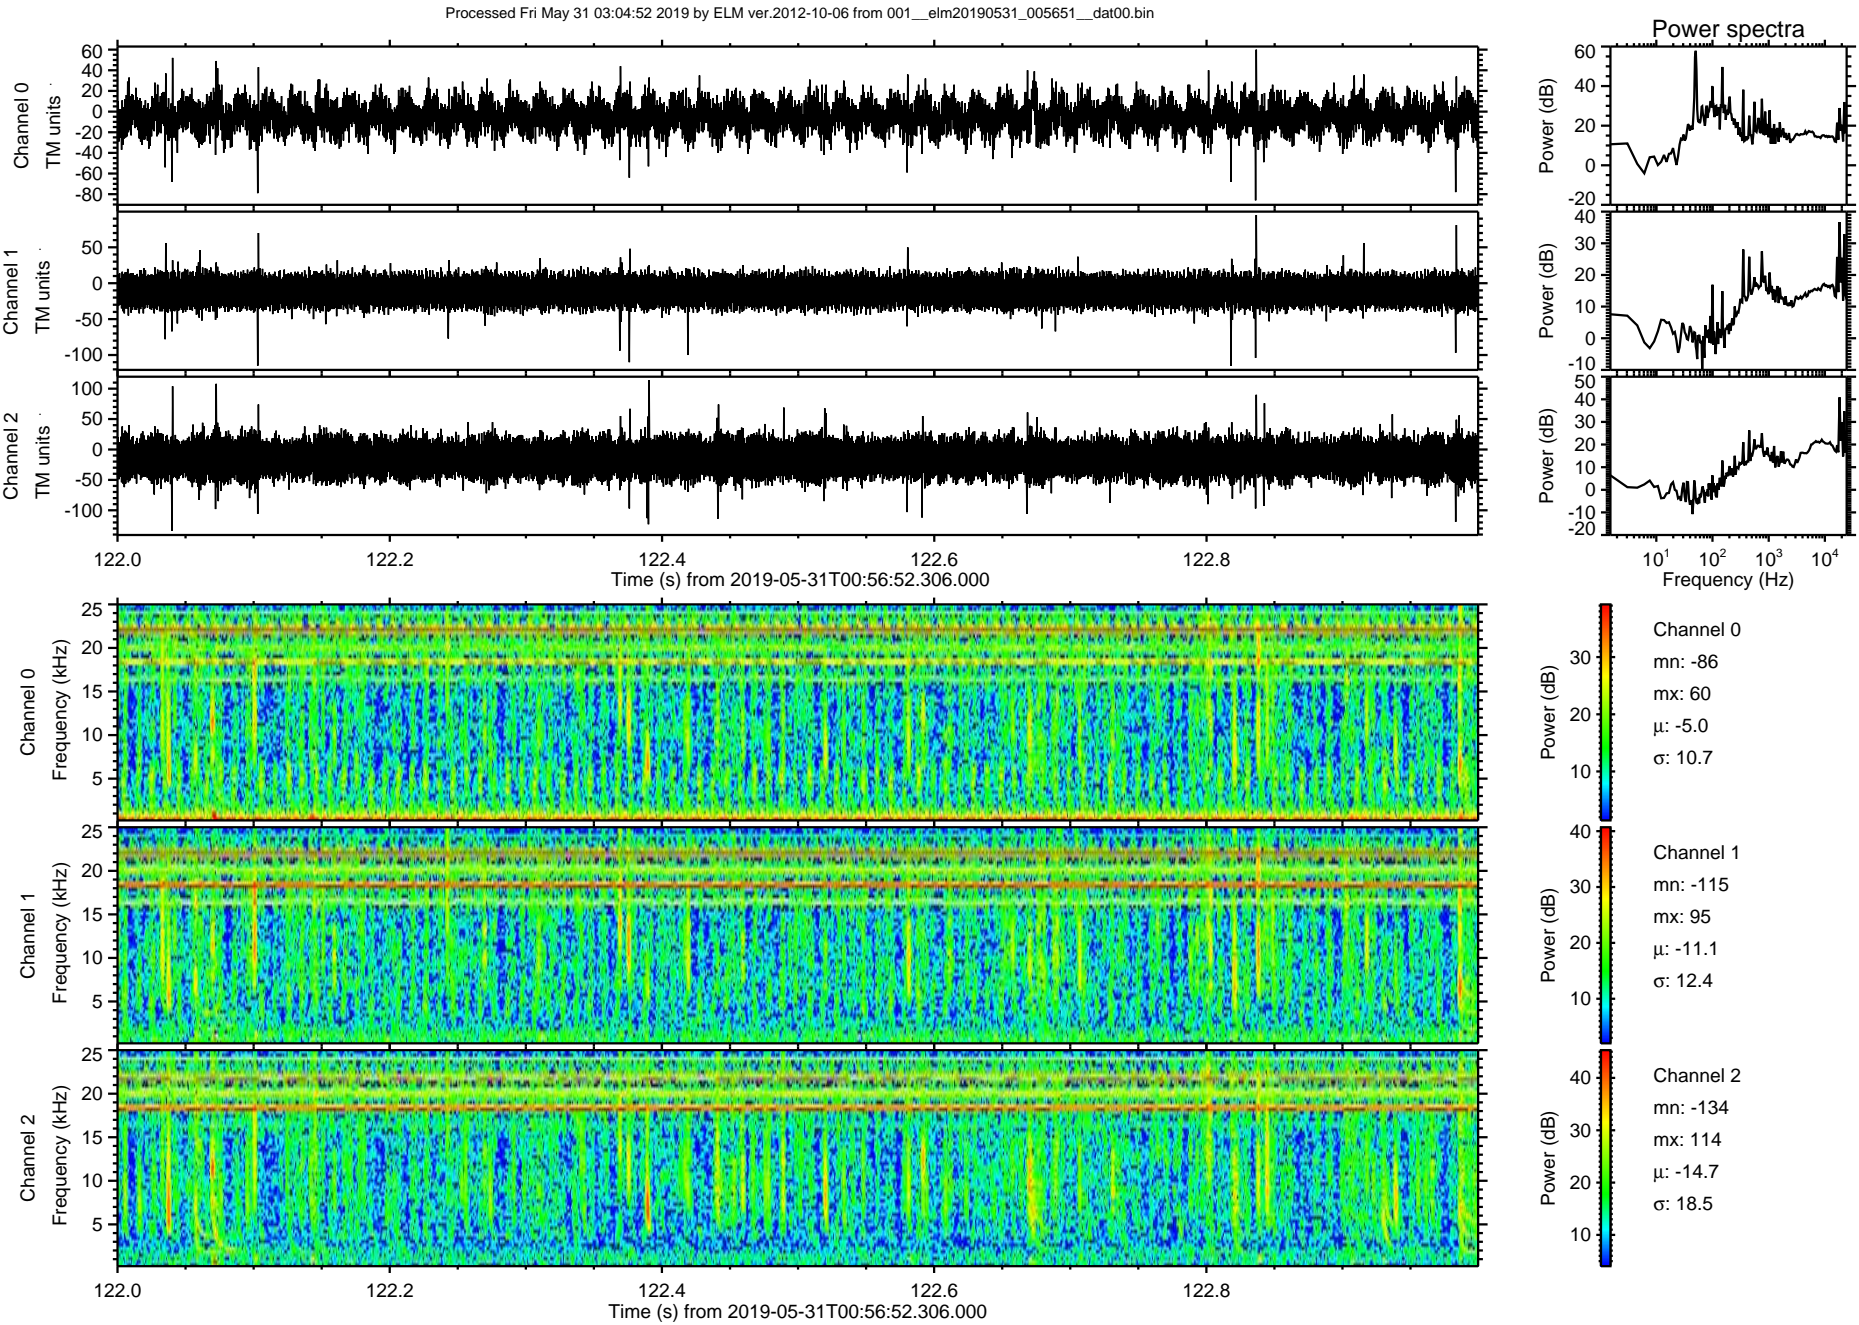 Processed Fri May 31 03:04:52 2019 by ELM ver.2012-10-06 from 001__elm20190531_005651__dat00.bin
Power spectra
Channel 0
TM units
60
40
20
0
-20
-40
-60
-80
Power (dB)
60
40
20
0
-20
Channel 1
TM units
50
0
-50
-100
Power (dB)
40
30
20
10
0
-10
Channel 2
TM units
100
50
0
-50
-100
Power (dB)
50
40
30
20
10
0
-10
-20
122.0 122.2 122.4 122.6 122.8
Time (s) from 2019-05-31T00:56:52.306.000
10¹ 10² 10³ 10⁴
Frequency (Hz)
Channel 0
Frequency (kHz)
25
20
15
10
5
Power (dB)
30
20
10
Channel 0
mn: -86
mx: 60
μ: -5.0
σ: 10.7
Channel 1
Frequency (kHz)
25
20
15
10
5
Power (dB)
40
30
20
10
Channel 1
mn: -115
mx: 95
μ: -11.1
σ: 12.4
Channel 2
Frequency (kHz)
25
20
15
10
5
Power (dB)
40
30
20
10
Channel 2
mn: -134
mx: 114
μ: -14.7
σ: 18.5
122.0 122.2 122.4 122.6 122.8
Time (s) from 2019-05-31T00:56:52.306.000